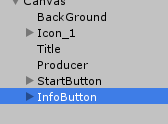 Canvas
BackGround
Icon_1
Title
Producer
StartButton
InfoButton